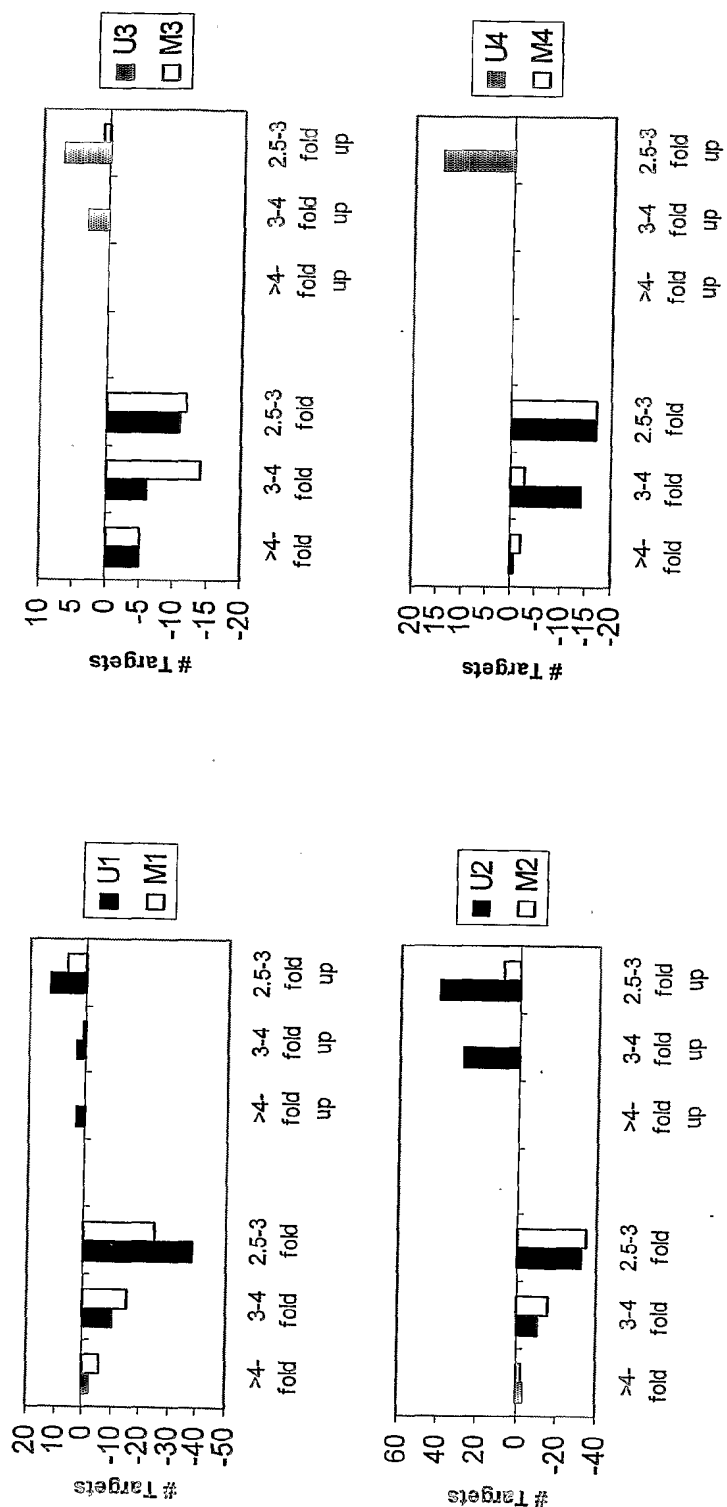 10
5
0
-5
-10
-15
-20
# Targets
>4- 3-4 2.5-3 >4- 3-4 2.5-3
fold fold fold fold fold fold
up up up
U3
M3
20
15
10
5
0
-5
-10
-15
-20
# Targets
>4- 3-4 2.5-3 >4- 3-4 2.5-3
fold fold fold fold fold fold
up up up
U4
M4
20
10
0
-10
-20
-30
-40
-50
# Targets
>4- 3-4 2.5-3 >4- 3-4 2.5-3
fold fold fold fold fold fold
up up up
U1
M1
60
40
20
0
-20
-40
# Targets
>4- 3-4 2.5-3 >4- 3-4 2.5-3
fold fold fold fold fold fold
up up up
U2
M2